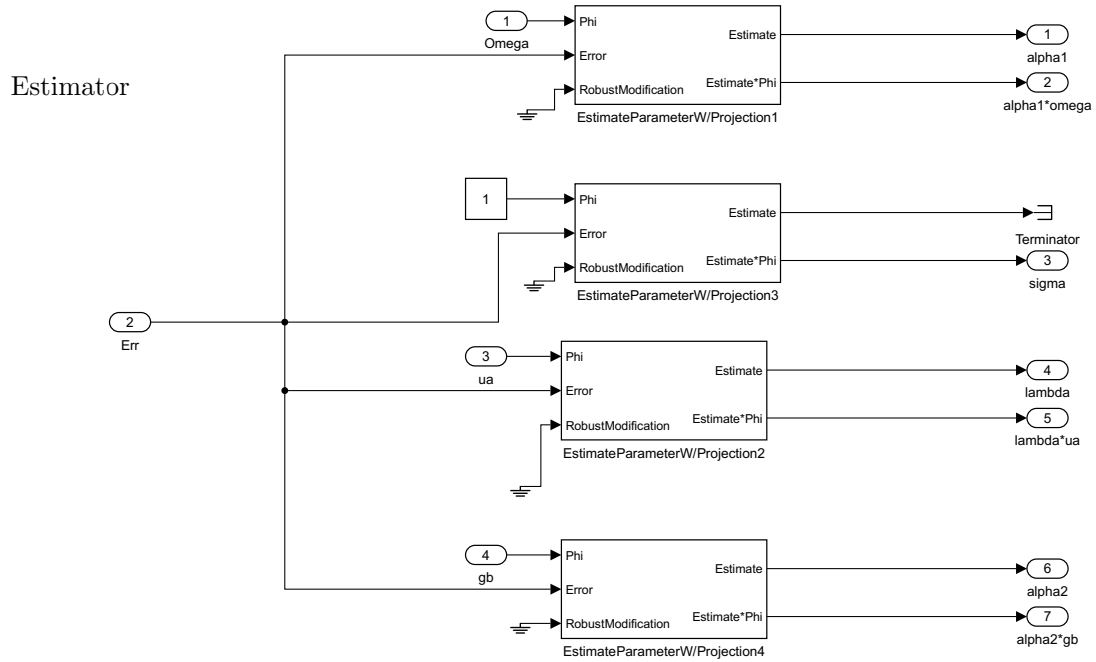 Estimator
1
Omega
Phi
Error
RobustModification
Estimate
Estimate*Phi
EstimateParameterW/Projection1
1
alpha1
2
alpha1*omega
1
Phi
Error
RobustModification
Estimate
Estimate*Phi
EstimateParameterW/Projection3
Terminator
3
sigma
2
Err
3
ua
Phi
Error
RobustModification
Estimate
Estimate*Phi
EstimateParameterW/Projection2
4
lambda
5
lambda*ua
4
gb
Phi
Error
RobustModification
Estimate
Estimate*Phi
EstimateParameterW/Projection4
6
alpha2
7
alpha2*gb